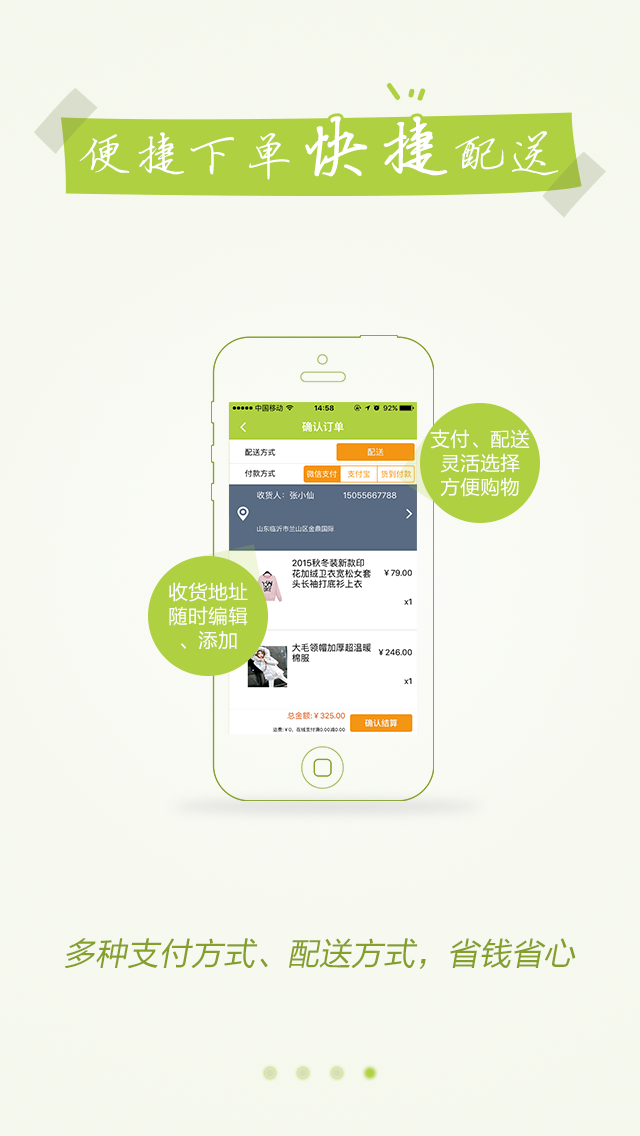 便捷下单快捷配送
中国移动 14:58 92%
确认订单
配送方式 配送
付款方式 微信支付 支付宝 货到付款
支付、配送
灵活选择
方便购物
收货人：张小仙 15055667788
山东临沂市兰山区金鼎国际
收货地址
随时编辑
、添加
2015秋冬装新款印
花加绒卫衣宽松女套
头长袖打底衫上衣
￥79.00
x1
大毛领帽加厚超温暖
棉服
￥246.00
x1
总金额:￥325.00
运费:￥0，在线支付满0.00减0.00
确认结算
多种支付方式、配送方式，省钱省心